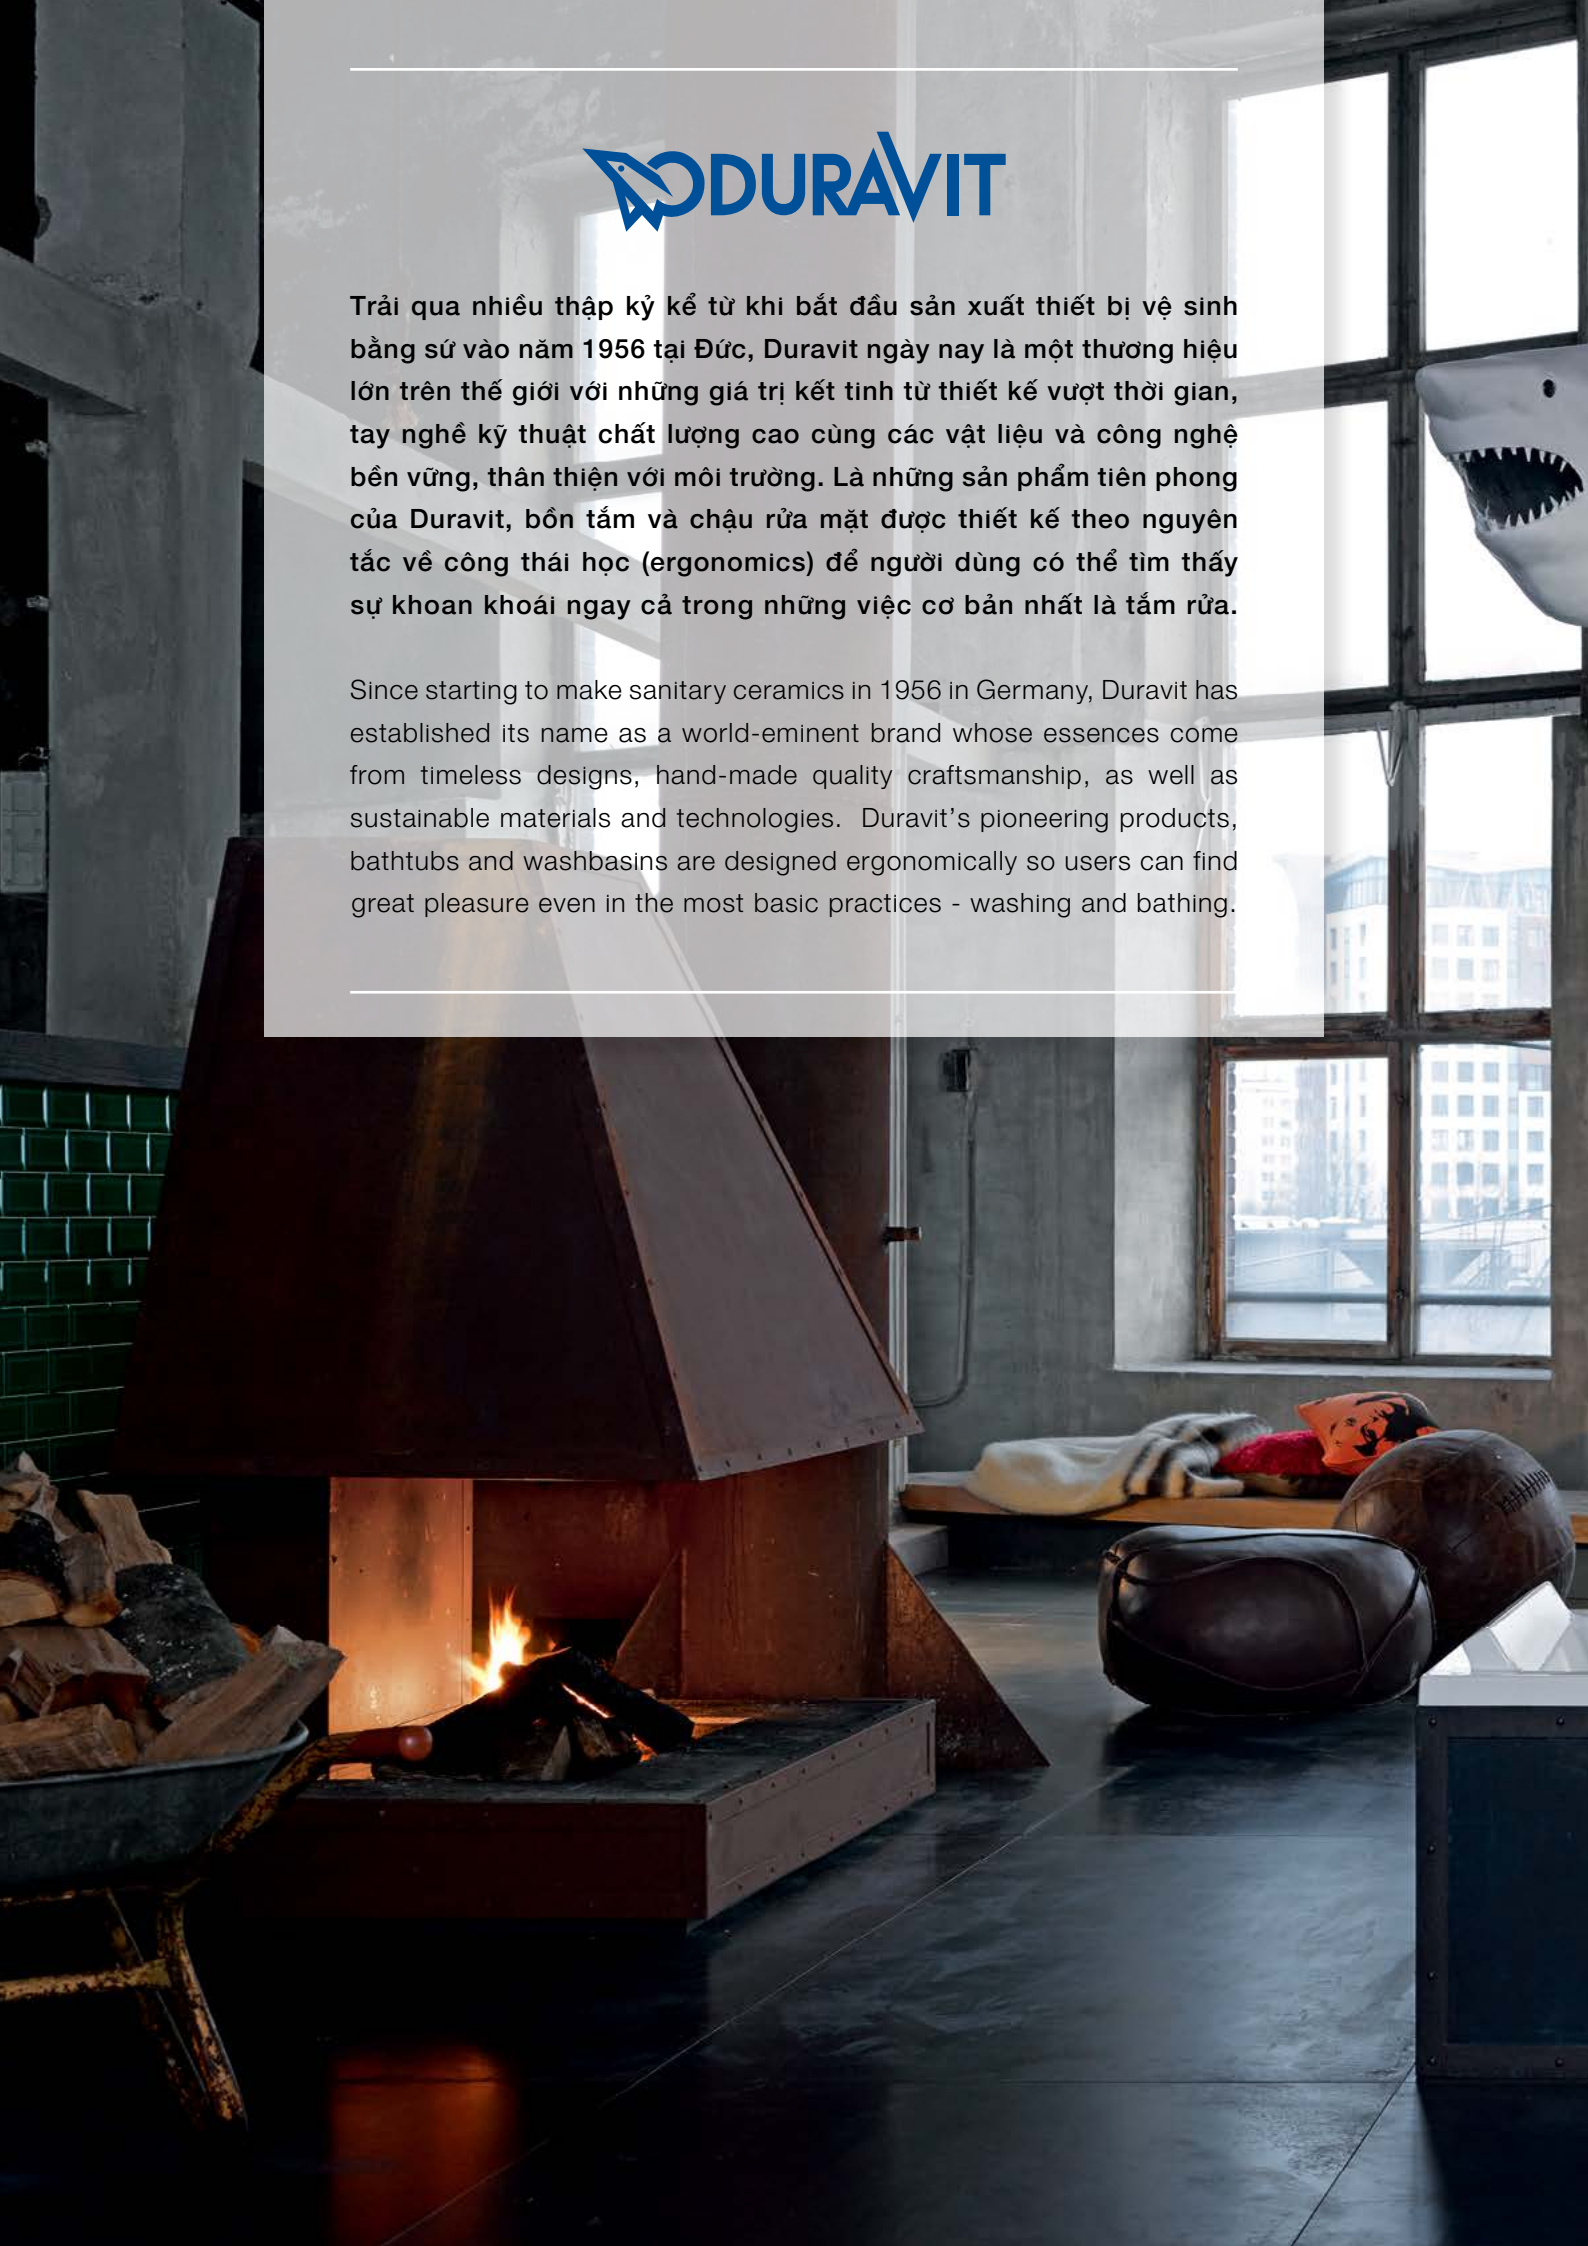 DURAVIT
Trải qua nhiều thập kỷ kể từ khi bắt đầu sản xuất thiết bị vệ sinh
bằng sứ vào năm 1956 tại Đức, Duravit ngày nay là một thương hiệu
lớn trên thế giới với những giá trị kết tinh từ thiết kế vượt thời gian,
tay nghề kỹ thuật chất lượng cao cùng các vật liệu và công nghệ
bền vững, thân thiện với môi trường. Là những sản phẩm tiên phong
của Duravit, bồn tắm và chậu rửa mặt được thiết kế theo nguyên
tắc về công thái học (ergonomics) để người dùng có thể tìm thấy
sự khoan khoái ngay cả trong những việc cơ bản nhất là tắm rửa.
Since starting to make sanitary ceramics in 1956 in Germany, Duravit has
established its name as a world-eminent brand whose essences come
from timeless designs, hand-made quality craftsmanship, as well as
sustainable materials and technologies.  Duravit’s pioneering products,
bathtubs and washbasins are designed ergonomically so users can find
great pleasure even in the most basic practices - washing and bathing.